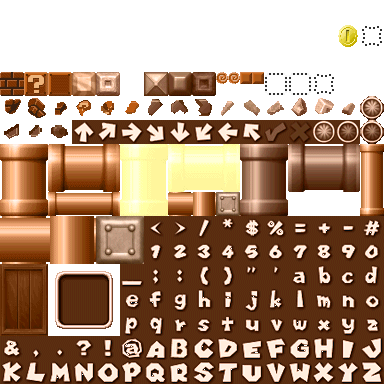 ?
< > / * $ % = + - #
1 2 3 4 5 6 7 8 9 0
_ : ; ( ) " ' a b c d
e f g h i j k l m n o
p q r s t u v w x y z
& , . ? ! @ A B C D E F G H I J
K L M N O P Q R S T U V W X Y Z